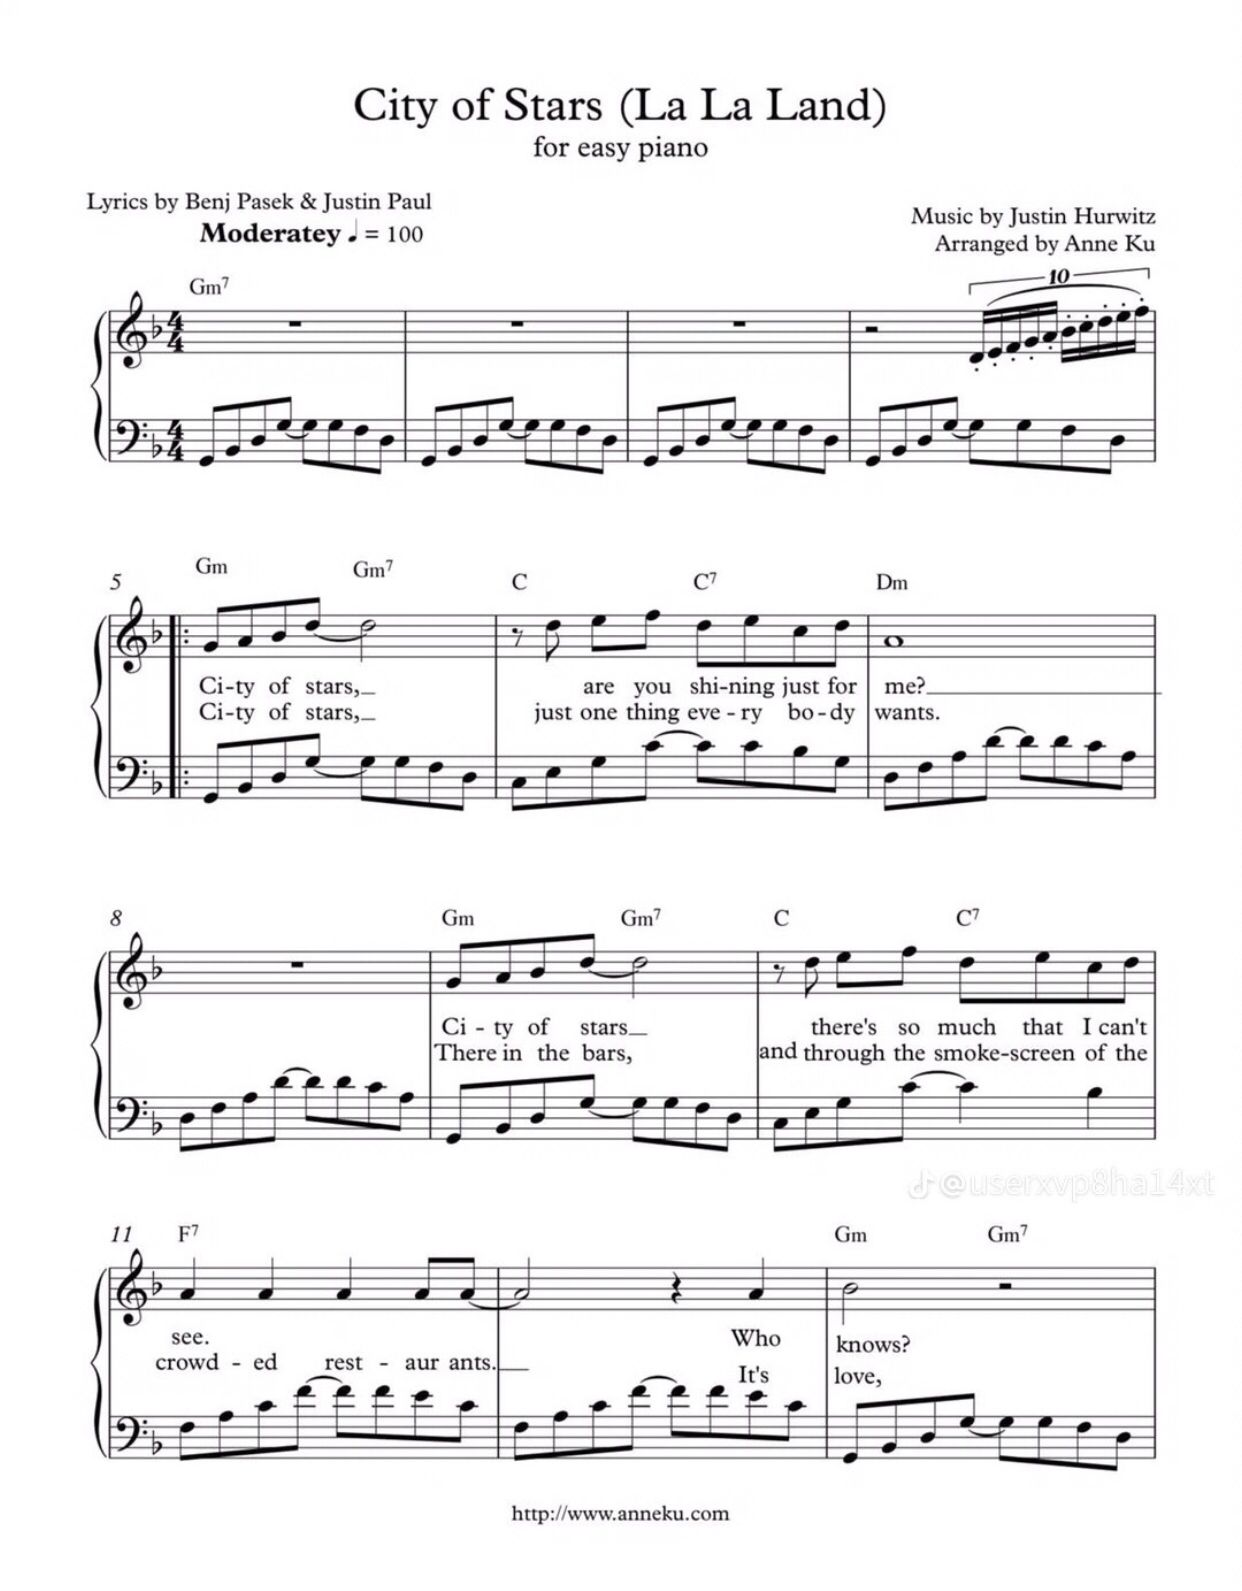 City of Stars (La La Land)
for easy piano
Lyrics by Benj Pasek & Justin Paul
Moderatey ♩ = 100
Music by Justin Hurwitz
Arranged by Anne Ku
Gm7
10
5 Gm Gm7 C C7 Dm
Ci-ty of stars,_ are you shi-ning just for me?_
Ci-ty of stars,_ just one thing eve-ry bo-dy wants.
8 Gm Gm7 C C7
Ci - ty of stars_ there's so much that I can't
There in the bars, and through the smoke-screen of the
@userxvp8ha14xt
11 F7 Gm Gm7
see. Who knows?
crowd - ed rest - aur ants._ It's love,
http://www.anneku.com